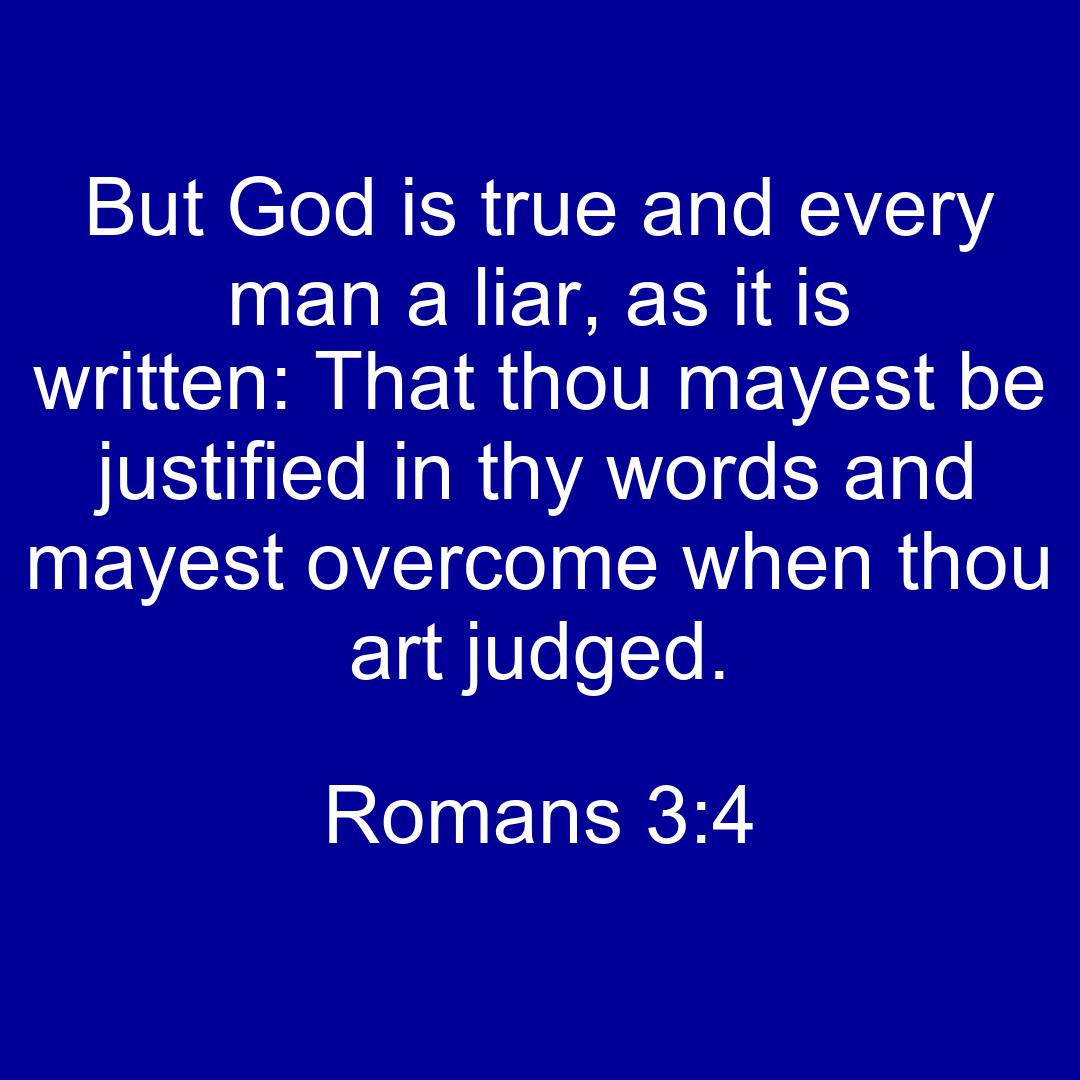 But God is true and every
man a liar, as it is
written: That thou mayest be
justified in thy words and
mayest overcome when thou
art judged.
Romans 3:4